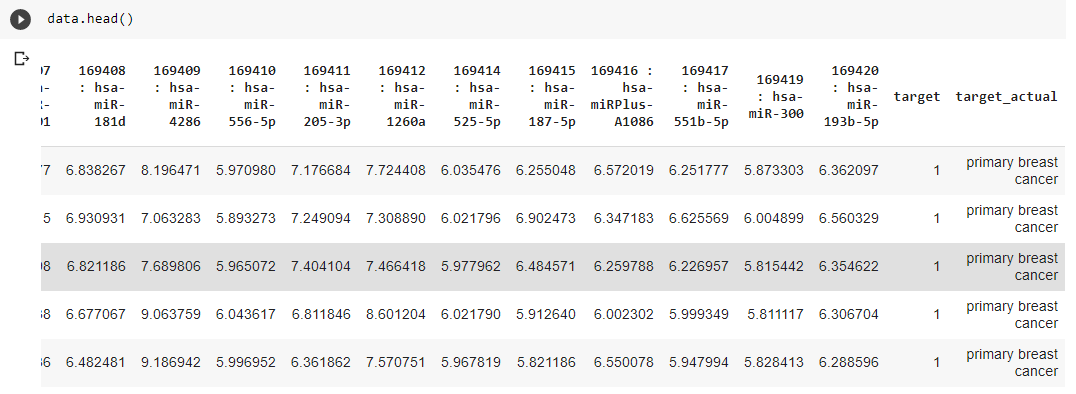 data.head()
07 169408 169409 169410 169411 169412 169414 169415 169416 : 169417 169419 169420
: hsa- : hsa- : hsa- : hsa- : hsa- : hsa- : hsa- hsa- : hsa- : hsa- : hsa- target target_actual
miR- miR- miR- miR- miR- miR- miR- miRPlus- miR- miR-300 miR-
01 181d 4286 556-5p 205-3p 1260a 525-5p 187-5p A1086 551b-5p 193b-5p
77 6.838267 8.196471 5.970980 7.176684 7.724408 6.035476 6.255048 6.572019 6.251777 5.873303 6.362097 1 primary breast
cancer
5 6.930931 7.063283 5.893273 7.249094 7.308890 6.021796 6.902473 6.347183 6.625569 6.004899 6.560329 1 primary breast
cancer
98 6.821186 7.689806 5.965072 7.404104 7.466418 5.977962 6.484571 6.259788 6.226957 5.815442 6.354622 1 primary breast
cancer
38 6.677067 9.063759 6.043617 6.811846 8.601204 6.021790 5.912640 6.002302 5.999349 5.811117 6.306704 1 primary breast
cancer
36 6.482481 9.186942 5.996952 6.361862 7.570751 5.967819 5.821186 6.550078 5.947994 5.828413 6.288596 1 primary breast
cancer